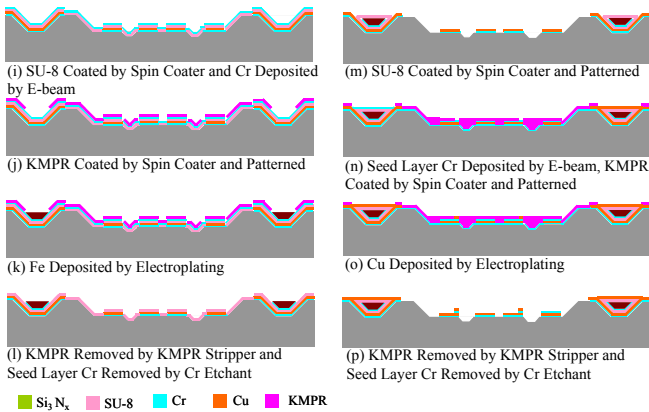 (i) SU-8 Coated by Spin Coater and Cr Deposited
by E-beam
(j) KMPR Coated by Spin Coater and Patterned
(k) Fe Deposited by Electroplating
(l) KMPR Removed by KMPR Stripper and
Seed Layer Cr Removed by Cr Etchant
(m) SU-8 Coated by Spin Coater and Patterned
(n) Seed Layer Cr Deposited by E-beam, KMPR
Coated by Spin Coater and Patterned
(o) Cu Deposited by Electroplating
(p) KMPR Removed by KMPR Stripper and
Seed Layer Cr Removed by Cr Etchant
Si₃ Nₓ SU-8 Cr Cu KMPR